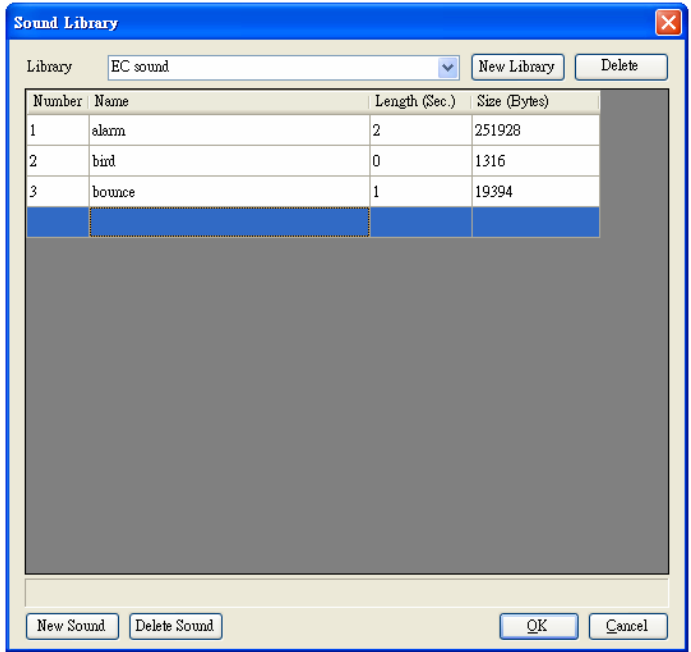 Sound Library
Library EC sound New Library Delete
Number Name Length (Sec.) Size (Bytes)
1 alarm 2 251928
2 bird 0 1316
3 bounce 1 19394
New Sound Delete Sound OK Cancel